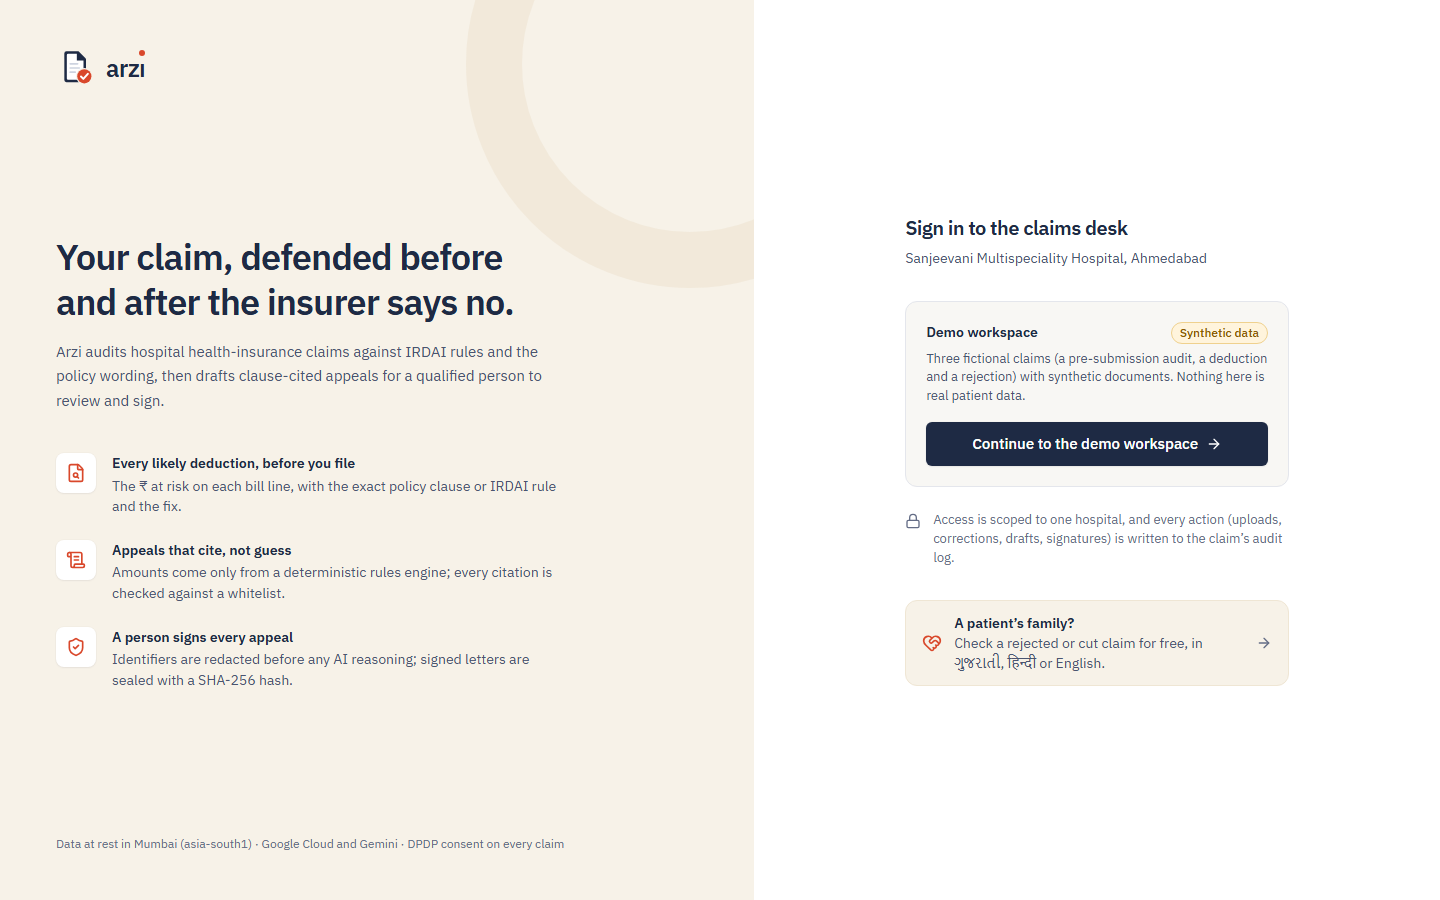 arzı
Your claim, defended before
and after the insurer says no.
Arzi audits hospital health-insurance claims against IRDAI rules and the
policy wording, then drafts clause-cited appeals for a qualified person to
review and sign.
Every likely deduction, before you file
The ₹ at risk on each bill line, with the exact policy clause or IRDAI rule
and the fix.
Appeals that cite, not guess
Amounts come only from a deterministic rules engine; every citation is
checked against a whitelist.
A person signs every appeal
Identifiers are redacted before any AI reasoning; signed letters are
sealed with a SHA-256 hash.
Data at rest in Mumbai (asia-south1) · Google Cloud and Gemini · DPDP consent on every claim
Sign in to the claims desk
Sanjeevani Multispeciality Hospital, Ahmedabad
Demo workspace
Synthetic data
Three fictional claims (a pre-submission audit, a deduction
and a rejection) with synthetic documents. Nothing here is
real patient data.
Continue to the demo workspace →
Access is scoped to one hospital, and every action (uploads,
corrections, drafts, signatures) is written to the claim’s audit
log.
A patient’s family?
Check a rejected or cut claim for free, in
ગુજરાતી, हिन्दी or English.